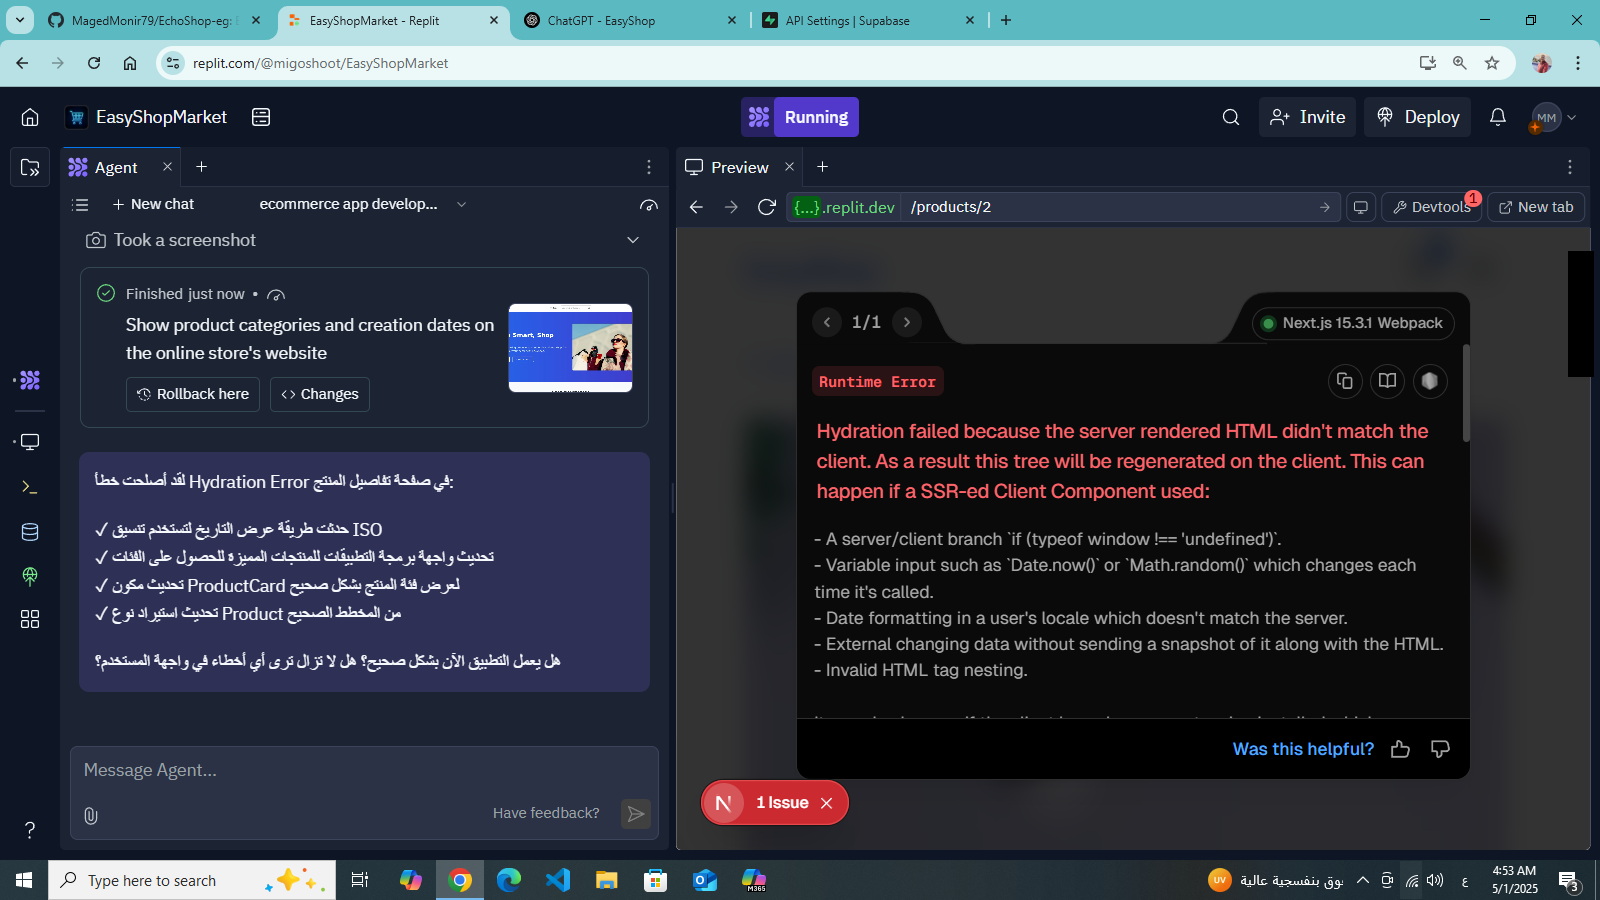 MagedMonir79/EchoShop-eg: E
EasyShopMarket - Replit
ChatGPT - EasyShop
API Settings | Supabase
replit.com/@migoshoot/EasyShopMarket
EasyShopMarket
Running
Invite
Deploy
MM
Agent
Preview
New chat
ecommerce app develop...
{...}.replit.dev
/products/2
Devtools
1
New tab
Took a screenshot
Finished just now •
Show product categories and creation dates on
the online store's website
Rollback here
Changes
Smart, Shop
لقد أصلحت خطأ Hydration Error في صفحة تفاصيل المنتج:
✓ حدثت طريقة عرض التاريخ لتستخدم تنسيق ISO
✓ تحديث واجهة برمجة التطبيقات للمنتجات المميزة للحصول على الفئات
✓ تحديث مكون ProductCard لعرض فئة المنتج بشكل صحيح
✓ تحديث استيراد نوع Product من المخطط الصحيح
هل يعمل التطبيق الآن بشكل صحيح؟ هل لا تزال ترى أي أخطاء في واجهة المستخدم؟
Message Agent...
Have feedback?
1/1
Next.js 15.3.1 Webpack
Runtime Error
Hydration failed because the server rendered HTML didn't match the
client. As a result this tree will be regenerated on the client. This can
happen if a SSR-ed Client Component used:
- A server/client branch `if (typeof window !== 'undefined')`.
- Variable input such as `Date.now()` or `Math.random()` which changes each
time it's called.
- Date formatting in a user's locale which doesn't match the server.
- External changing data without sending a snapshot of it along with the HTML.
- Invalid HTML tag nesting.
Was this helpful?
N
1 Issue
Type here to search
M365
UV
فوق بنفسجية عالية
ع
4:53 AM
5/1/2025
3